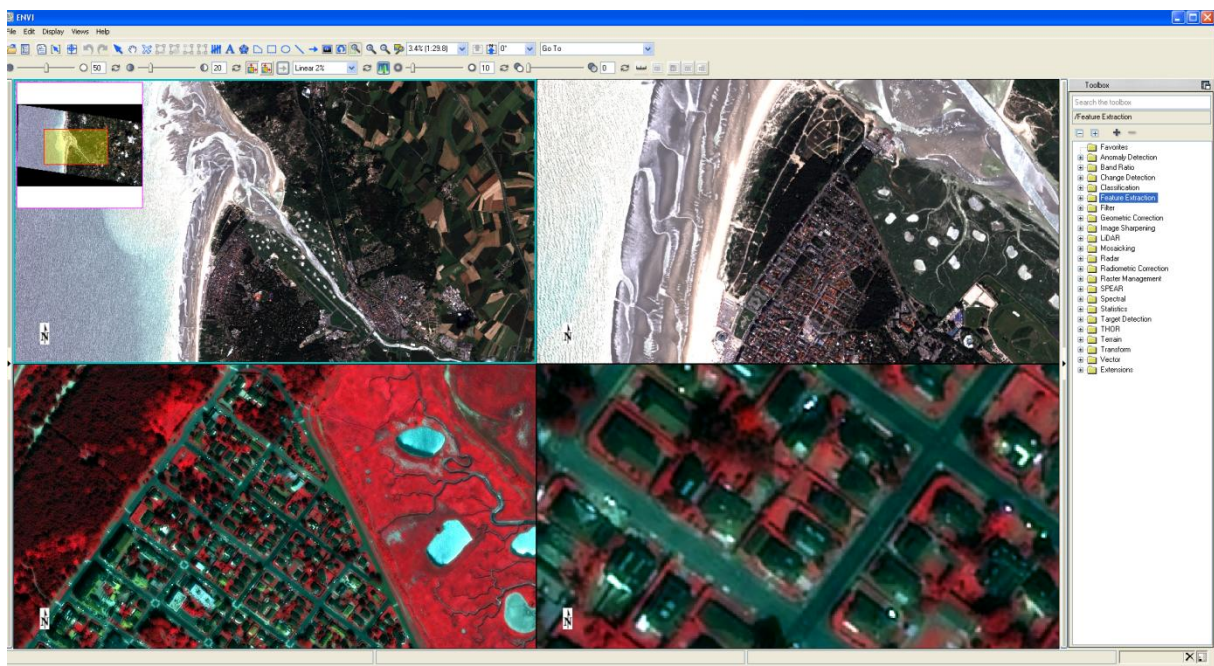 ENVI
File Edit Display Views Help
3.4% (1:29.8) 0° Go To
50 20 Linear 2% 10 0
Toolbox
Search the toolbox
/Feature Extraction
Favorites
Anomaly Detection
Band Ratio
Change Detection
Classification
Feature Extraction
Filter
Geometric Correction
Image Sharpening
LiDAR
Mosaicking
Radar
Radiometric Correction
Raster Management
SPEAR
Spectral
Statistics
Target Detection
THOR
Terrain
Transform
Vector
Extensions
N
N
N
N